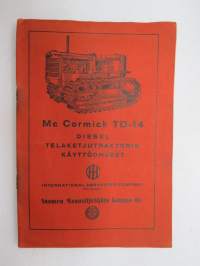 Mc Cormick TD-14
DIESEL
TELAKETJUTRAKTORIN
KÄYTTÖOHJEET
INTERNATIONAL HARVESTER COMPANY
Suomen Maanviljelijäin Kauppa Oy